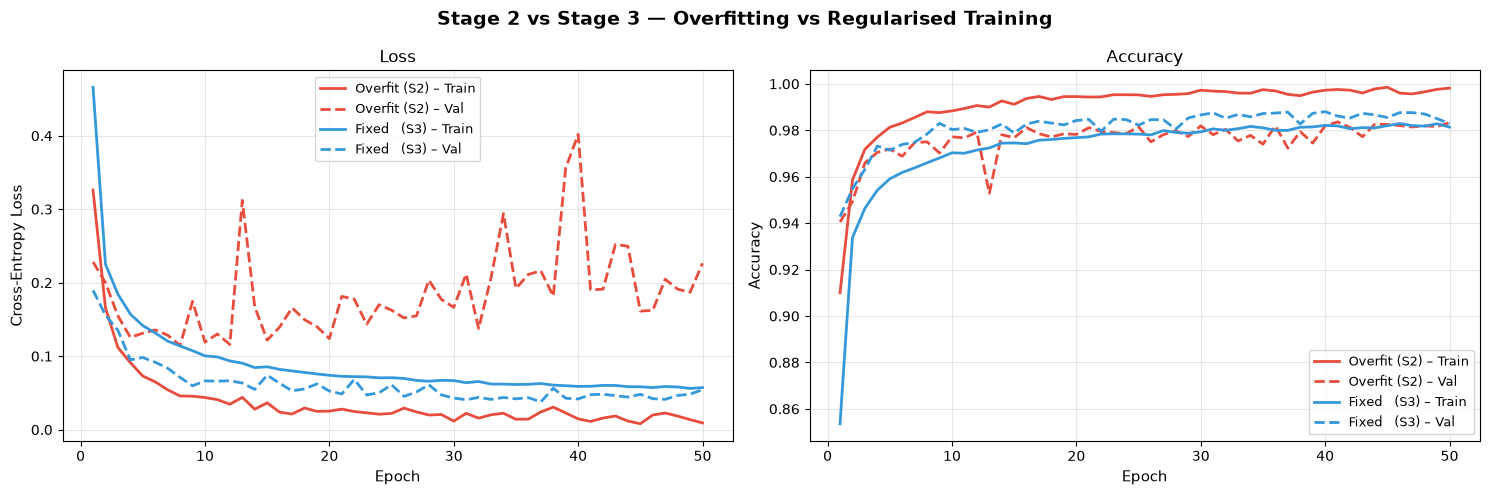 Stage 2 vs Stage 3 — Overfitting vs Regularised Training
Loss
Cross-Entropy Loss
0.4
0.3
0.2
0.1
0.0
Overfit (S2) – Train
Overfit (S2) – Val
Fixed   (S3) – Train
Fixed   (S3) – Val
0 10 20 30 40 50
Epoch
Accuracy
Accuracy
1.00
0.98
0.96
0.94
0.92
0.90
0.88
0.86
Overfit (S2) – Train
Overfit (S2) – Val
Fixed   (S3) – Train
Fixed   (S3) – Val
0 10 20 30 40 50
Epoch